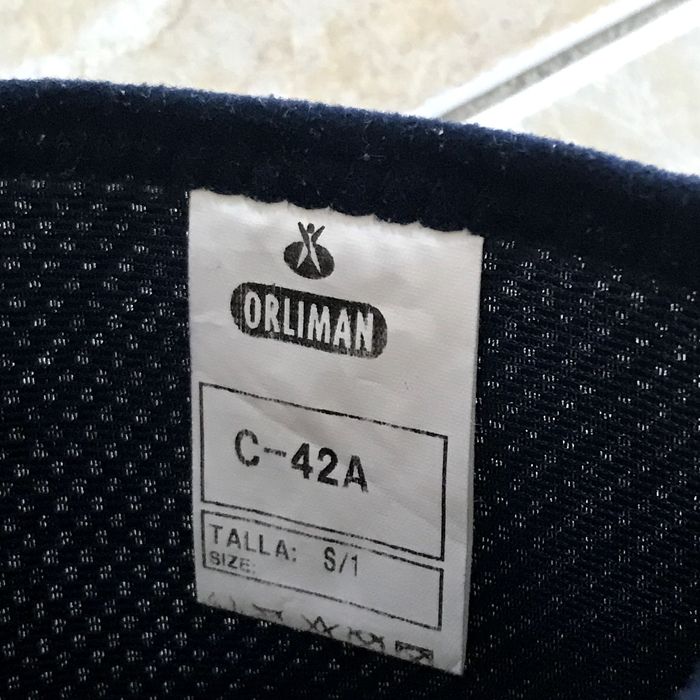 ORLIMAN
C-42A
TALLA: S/1
SIZE: